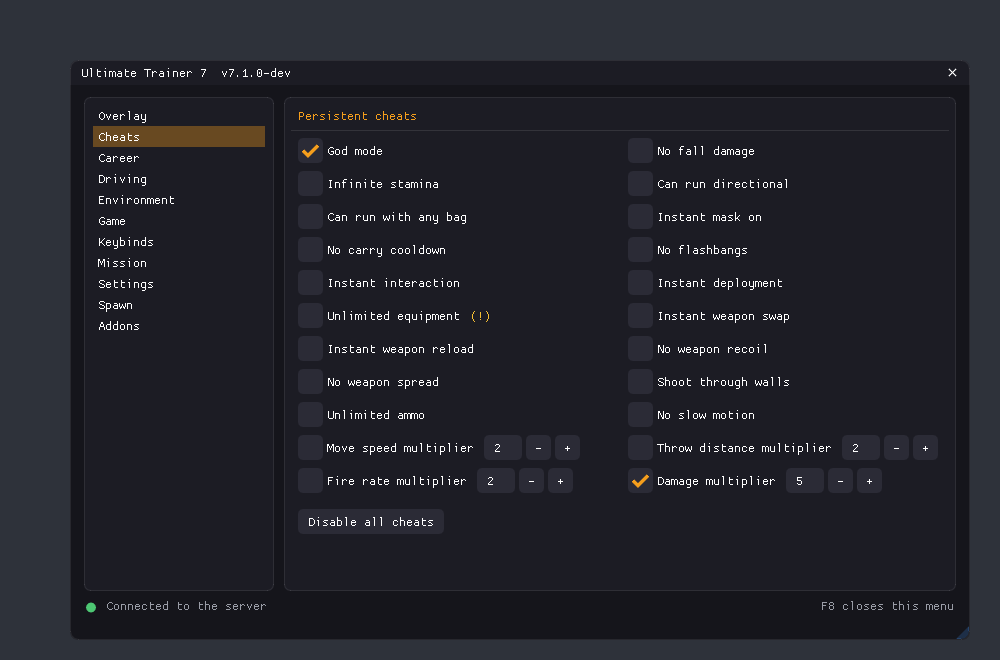 Ultimate Trainer 7 v7.1.0-dev
Overlay
Cheats
Career
Driving
Environment
Game
Keybinds
Mission
Settings
Spawn
Addons
Persistent cheats
God mode
No fall damage
Infinite stamina
Can run directional
Can run with any bag
Instant mask on
No carry cooldown
No flashbangs
Instant interaction
Instant deployment
Unlimited equipment (!)
Instant weapon swap
Instant weapon reload
No weapon recoil
No weapon spread
Shoot through walls
Unlimited ammo
No slow motion
Move speed multiplier 2 - +
Throw distance multiplier 2 - +
Fire rate multiplier 2 - +
Damage multiplier 5 - +
Disable all cheats
Connected to the server
F8 closes this menu